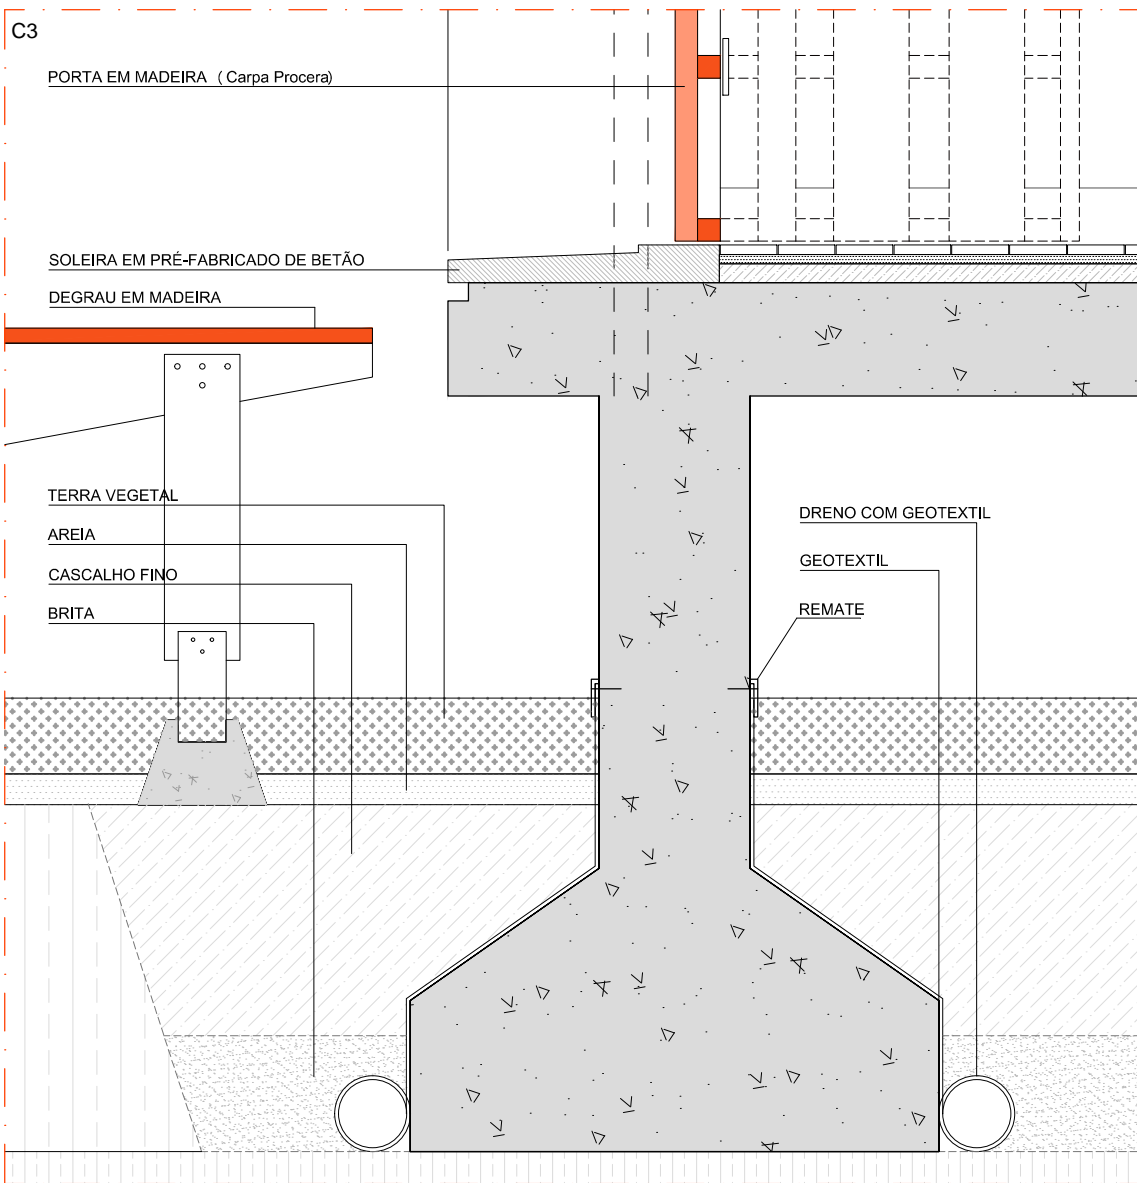 C3
PORTA EM MADEIRA (Carpa Procera)
SOLEIRA EM PRÉ-FABRICADO DE BETÃO
DEGRAU EM MADEIRA
TERRA VEGETAL
AREIA
CASCALHO FINO
BRITA
DRENO COM GEOTEXTIL
GEOTEXTIL
REMATE